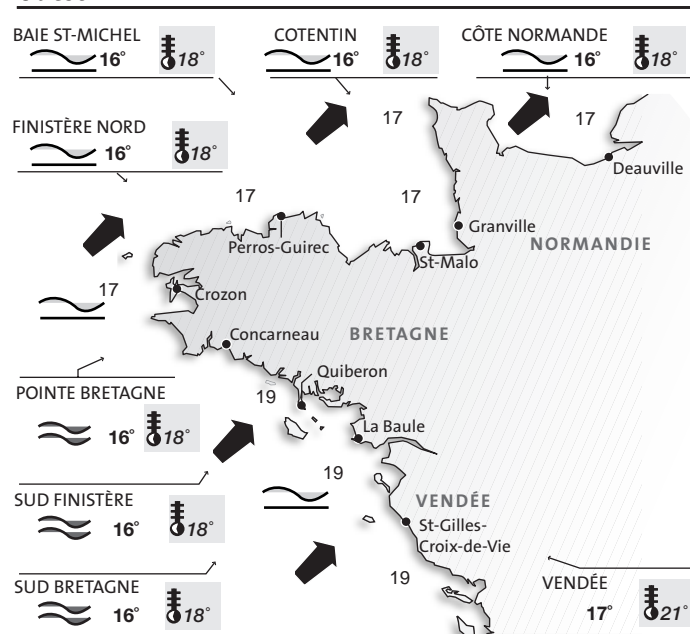 BAIE ST-MICHEL
16° 18°
COTENTIN
16° 18°
CÔTE NORMANDE
16° 18°
FINISTÈRE NORD
16° 18°
17
17
17
17
Deauville
Granville
NORMANDIE
Perros-Guirec
St-Malo
17
Crozon
Concarneau
BRETAGNE
Quiberon
19
POINTE BRETAGNE
16° 18°
La Baule
19
SUD FINISTÈRE
16° 18°
VENDÉE
St-Gilles-
Croix-de-Vie
SUD BRETAGNE
16° 18°
19
VENDÉE
17° 21°